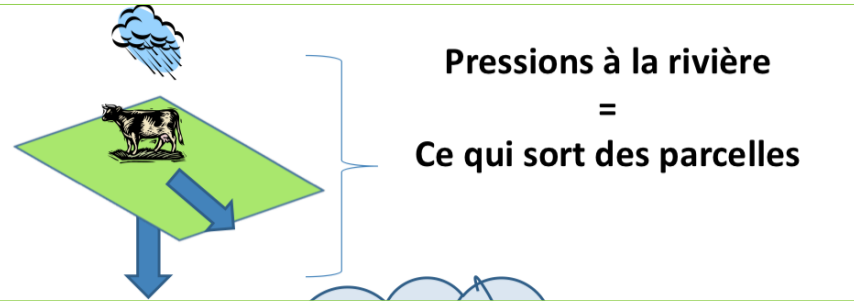 Pressions à la rivière
=
Ce qui sort des parcelles